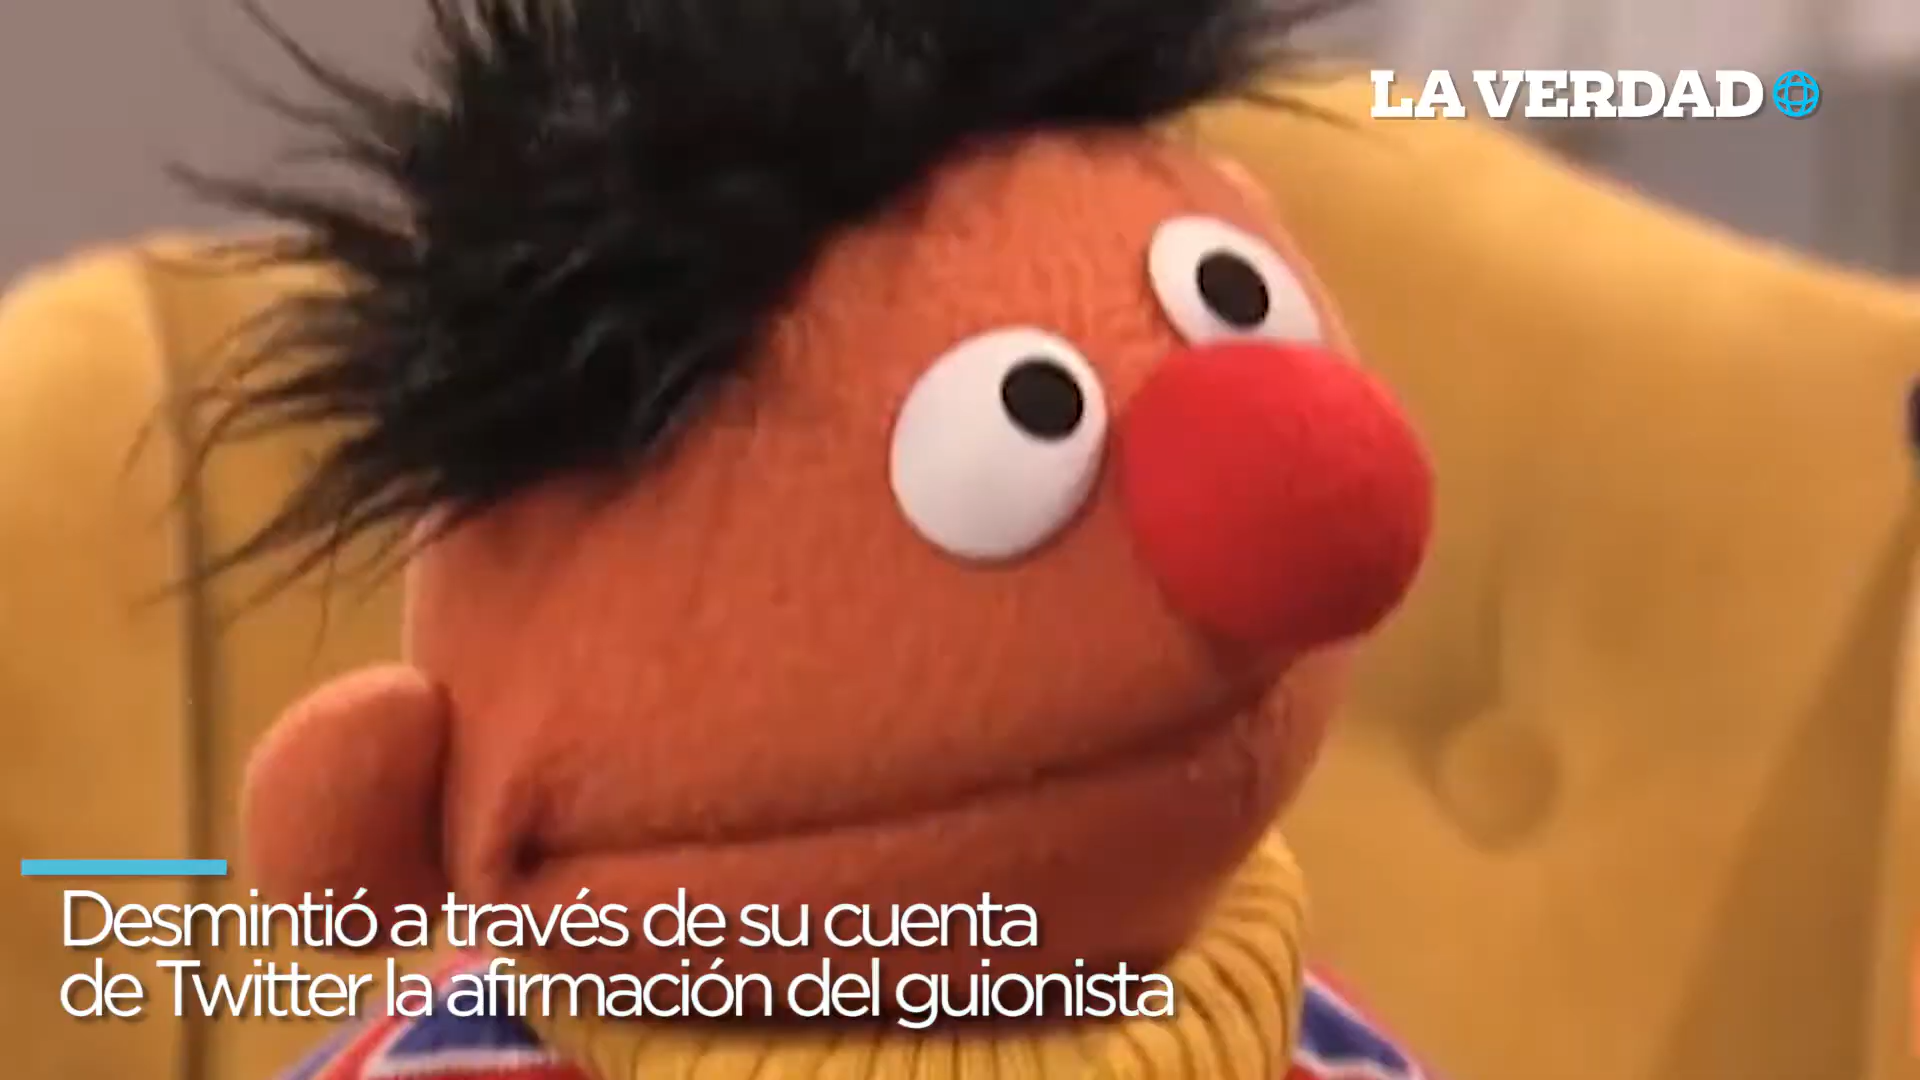 LA VERDAD
Desmintió a través de su cuenta
de Twitter la afirmación del guionista